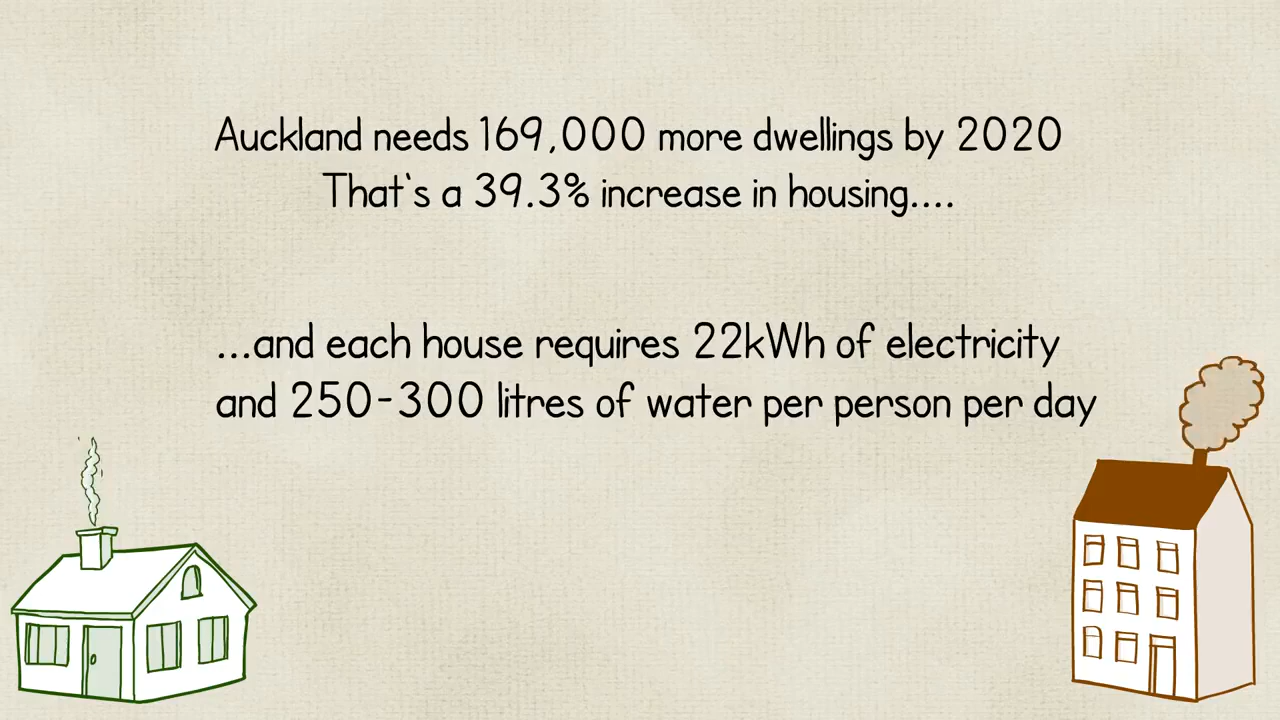 Auckland needs 169,000 more dwellings by 2020
That's a 39.3% increase in housing....
...and each house requires 22kWh of electricity
and 250-300 litres of water per person per day